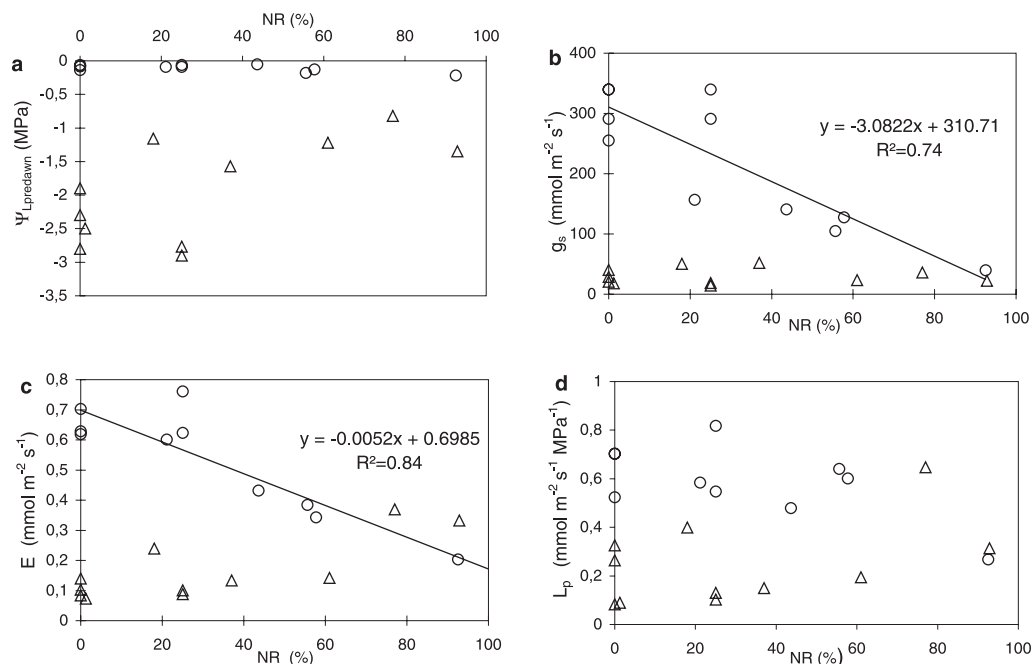 NR (%)
0 20 40 60 80 100
a
0
-0,5
-1
-1,5
-2
-2,5
-3
-3,5
ΨLpredawn (MPa)
b
400
300
200
100
0
gs (mmol m-2 s-1)
y = -3.0822x + 310.71
R²=0.74
0 20 40 60 80 100
NR (%)
c
0,8
0,7
0,6
0,5
0,4
0,3
0,2
0,1
0
E (mmol m-2 s-1)
y = -0.0052x + 0.6985
R²=0.84
0 20 40 60 80 100
NR (%)
d
1
0,8
0,6
0,4
0,2
0
Lp (mmol m-2 s-1 MPa-1)
0 20 40 60 80 100
NR (%)